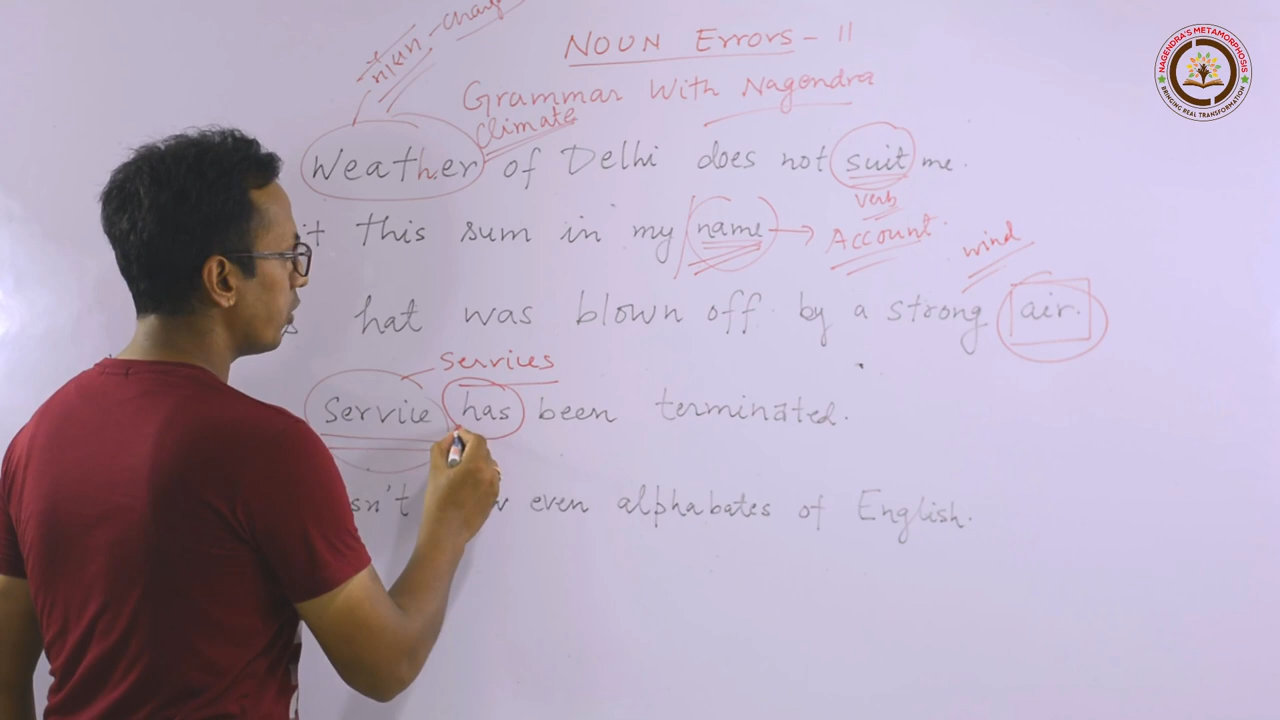 NOUN Errors - II
Grammar With Nagendra
climate
Weather of Delhi does not suit me.
verb
it this sum in my name → Account.
wind
s hat was blown off by a strong air.
Services
Service has been terminated.
sn't even alphabates of English.
NAGENDRA'S METAMORPHOSIS
BRINGING REAL TRANSFORMATION